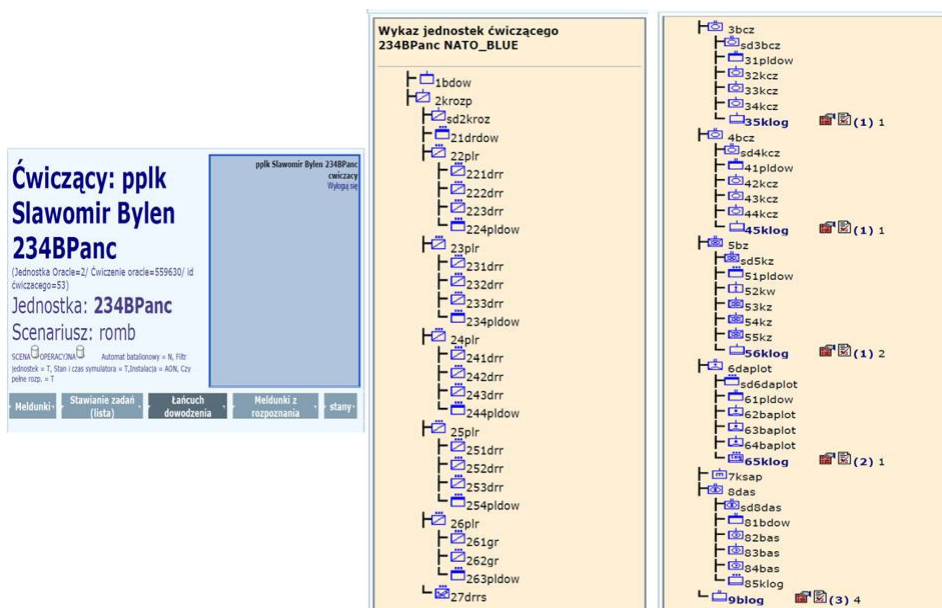 Ćwiczący: pplk
Slawomir Bylen
234BPanc
(Jednostka Oracle=2/ Ćwiczenie oracle=559630/ id
ćwiczacego=53)
Jednostka: 234BPanc
Scenariusz: romb
SCENA OPERACYJNA Automat batalionowy = N, Filtr
jednostek = T, Stan i czas symulatora = T,Instalacja = AON, Czy
pełne rozp. = T
pplk Slawomir Bylen 234BPanc
cwiczacy
Wyloguj się
Meldunki
Stawianie zadań
(lista)
Łańcuch
dowodzenia
Meldunki z
rozpoznania
stany
Wykaz jednostek ćwiczącego
234BPanc NATO_BLUE
1bdow
2krozp
sd2kroz
21drdow
22plr
221drr
222drr
223drr
224pldow
23plr
231drr
232drr
233drr
234pldow
24plr
241drr
242drr
243drr
244pldow
25plr
251drr
252drr
253drr
254pldow
26plr
261gr
262gr
263pldow
27drrs
3bcz
sd3bcz
31pldow
32kcz
33kcz
34kcz
35klog (1) 1
4bcz
sd4kcz
41pldow
42kcz
43kcz
44kcz
45klog (1) 1
5bz
sd5kz
51pldow
52kw
53kz
54kz
55kz
56klog (1) 2
6daplot
sd6daplot
61pldow
62baplot
63baplot
64baplot
65klog (2) 1
7ksap
8das
sd8das
81bdow
82bas
83bas
84bas
85klog
9blog (3) 4